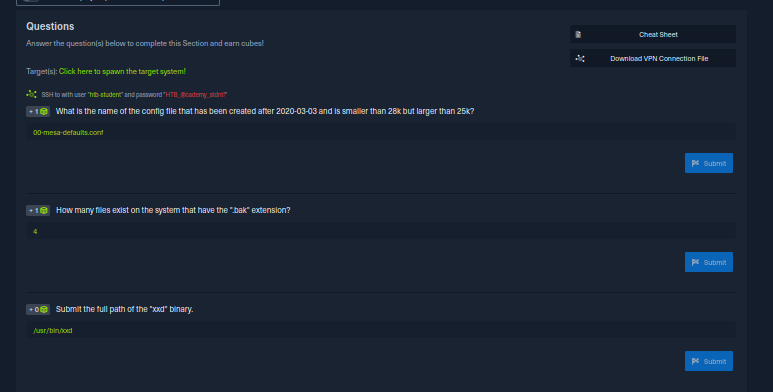 Questions
Answer the question(s) below to complete this Section and earn cubes!
Cheat Sheet
Download VPN Connection File
Target(s): Click here to spawn the target system!
SSH to with user "htb-student" and password "HTB_@cademy_stdnt!"
+ 1 What is the name of the config file that has been created after 2020-03-03 and is smaller than 28k but larger than 25k?
00-mesa-defaults.conf
Submit
+ 1 How many files exist on the system that have the ".bak" extension?
4
Submit
+ 0 Submit the full path of the "xxd" binary.
/usr/bin/xxd
Submit